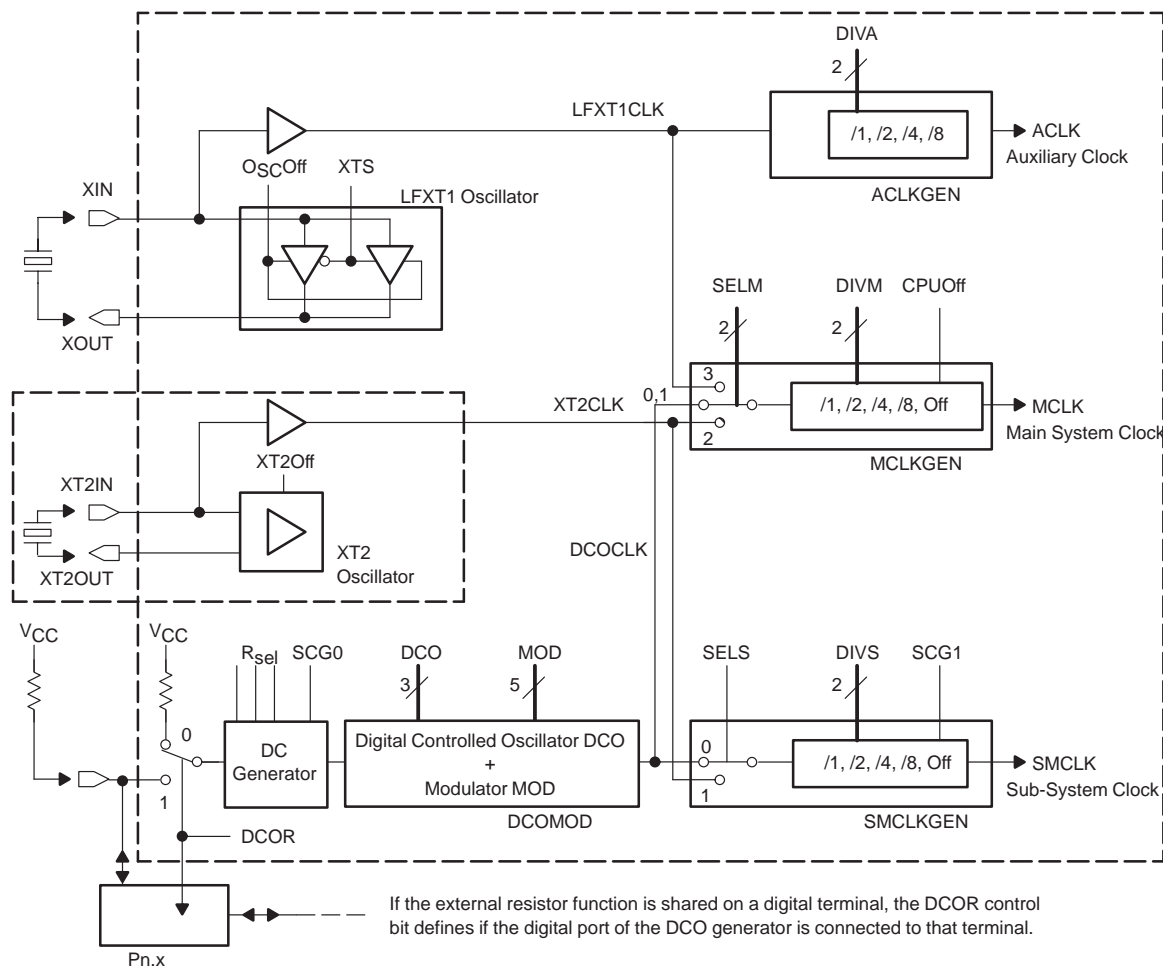 DIVA
2
LFXT1CLK
/1, /2, /4, /8
ACLK
Auxiliary Clock
ACLKGEN
OSCOff
XTS
XIN
LFXT1 Oscillator
XOUT
SELM
DIVM
CPUOff
2
2
3
0,1
2
/1, /2, /4, /8, Off
MCLK
Main System Clock
MCLKGEN
XT2CLK
XT2Off
XT2IN
XT2OUT
XT2
Oscillator
DCOCLK
VCC
VCC
Rsel
SCG0
DCO
MOD
3
5
SELS
DIVS
SCG1
2
0
1
DC
Generator
Digital Controlled Oscillator DCO
+
Modulator MOD
DCOMOD
0
1
/1, /2, /4, /8, Off
SMCLK
Sub-System Clock
SMCLKGEN
DCOR
Pn.x
If the external resistor function is shared on a digital terminal, the DCOR control
bit defines if the digital port of the DCO generator is connected to that terminal.